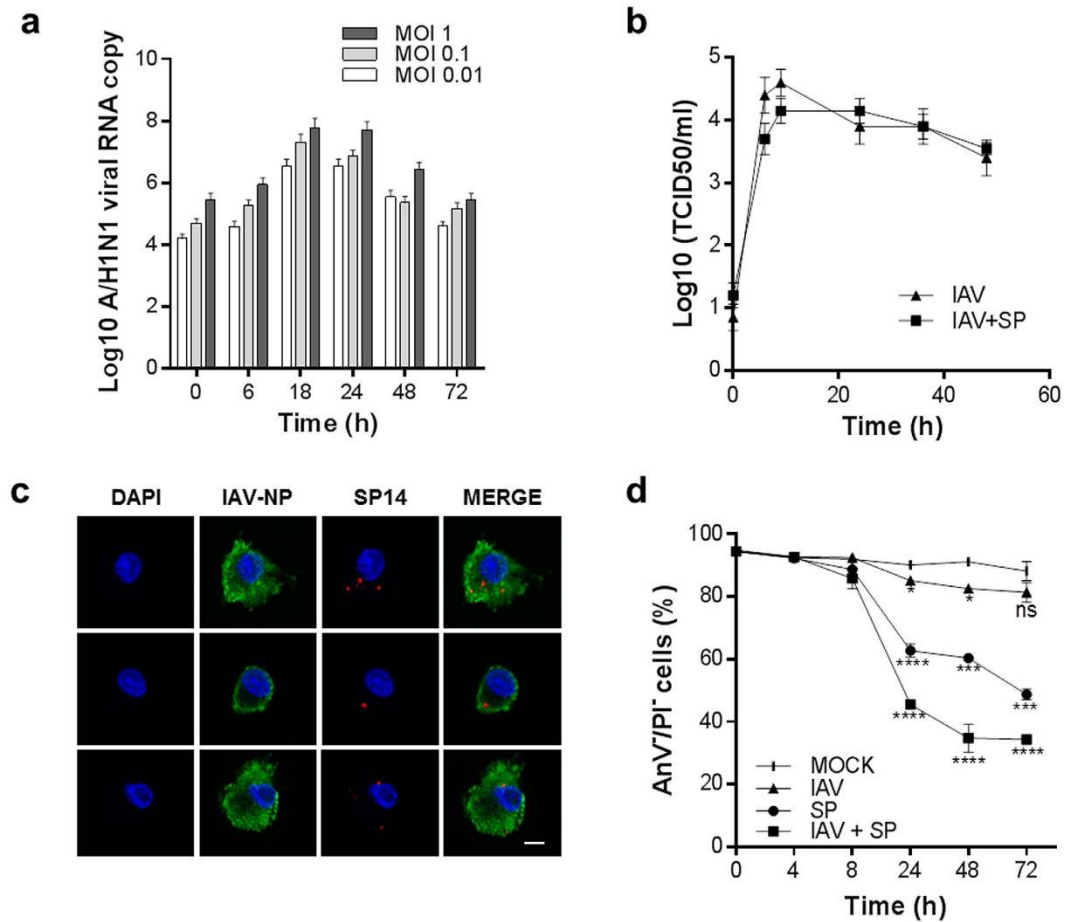 a
MOI 1
MOI 0.1
MOI 0.01
Log10 A/H1N1 viral RNA copy
10
8
6
4
2
0
0 6 18 24 48 72
Time (h)
b
Log10 (TCID50/ml)
5
4
3
2
1
0
IAV
IAV+SP
0 20 40 60
Time (h)
c
DAPI IAV-NP SP14 MERGE
d
AnV⁻/PI⁻ cells (%)
100
80
60
40
20
0
* * ns
**** *** ***
**** **** ****
MOCK
IAV
SP
IAV + SP
0 4 8 24 48 72
Time (h)